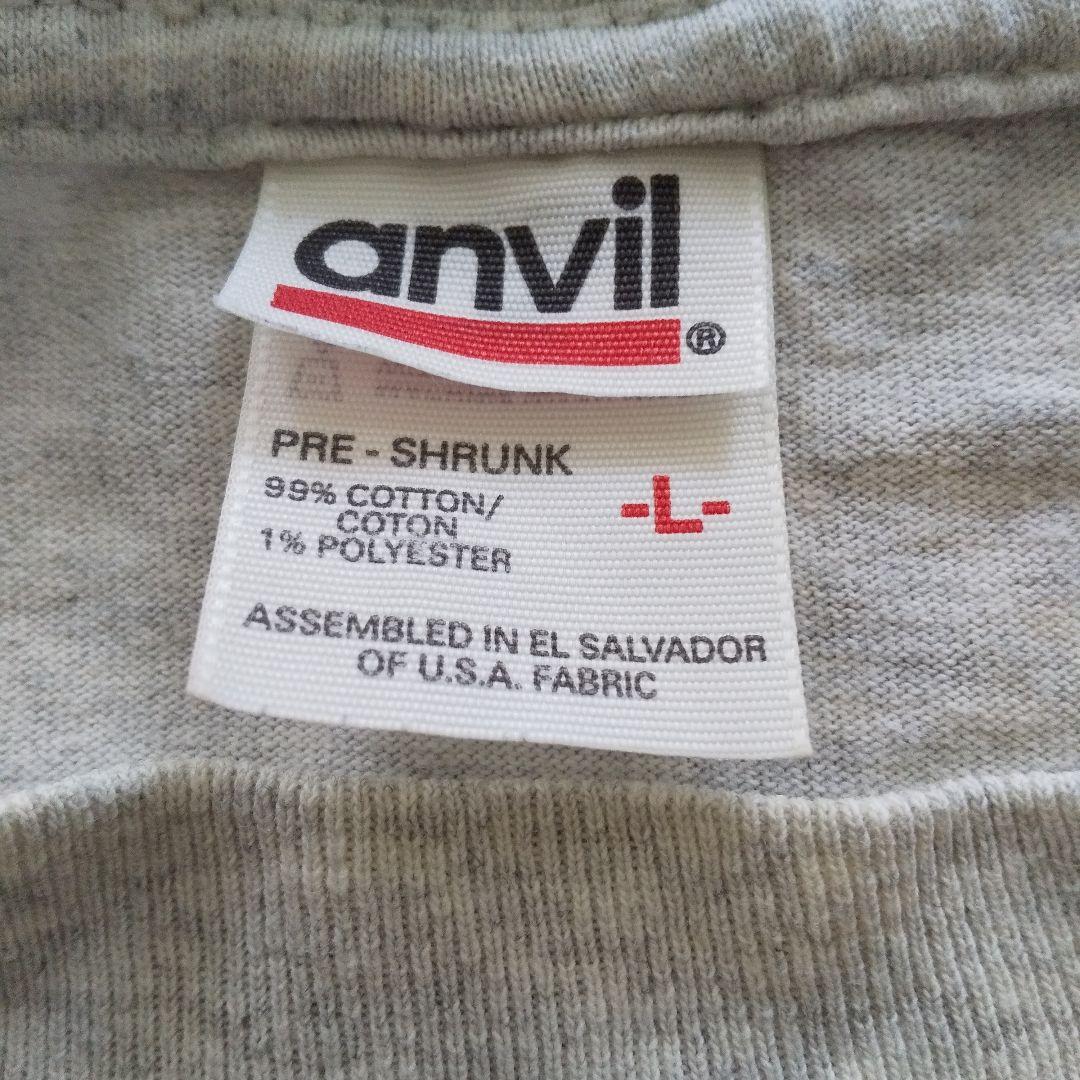 anvil®
PRE - SHRUNK
99% COTTON/
COTON
1% POLYESTER
-L-
ASSEMBLED IN EL SALVADOR
OF U.S.A. FABRIC